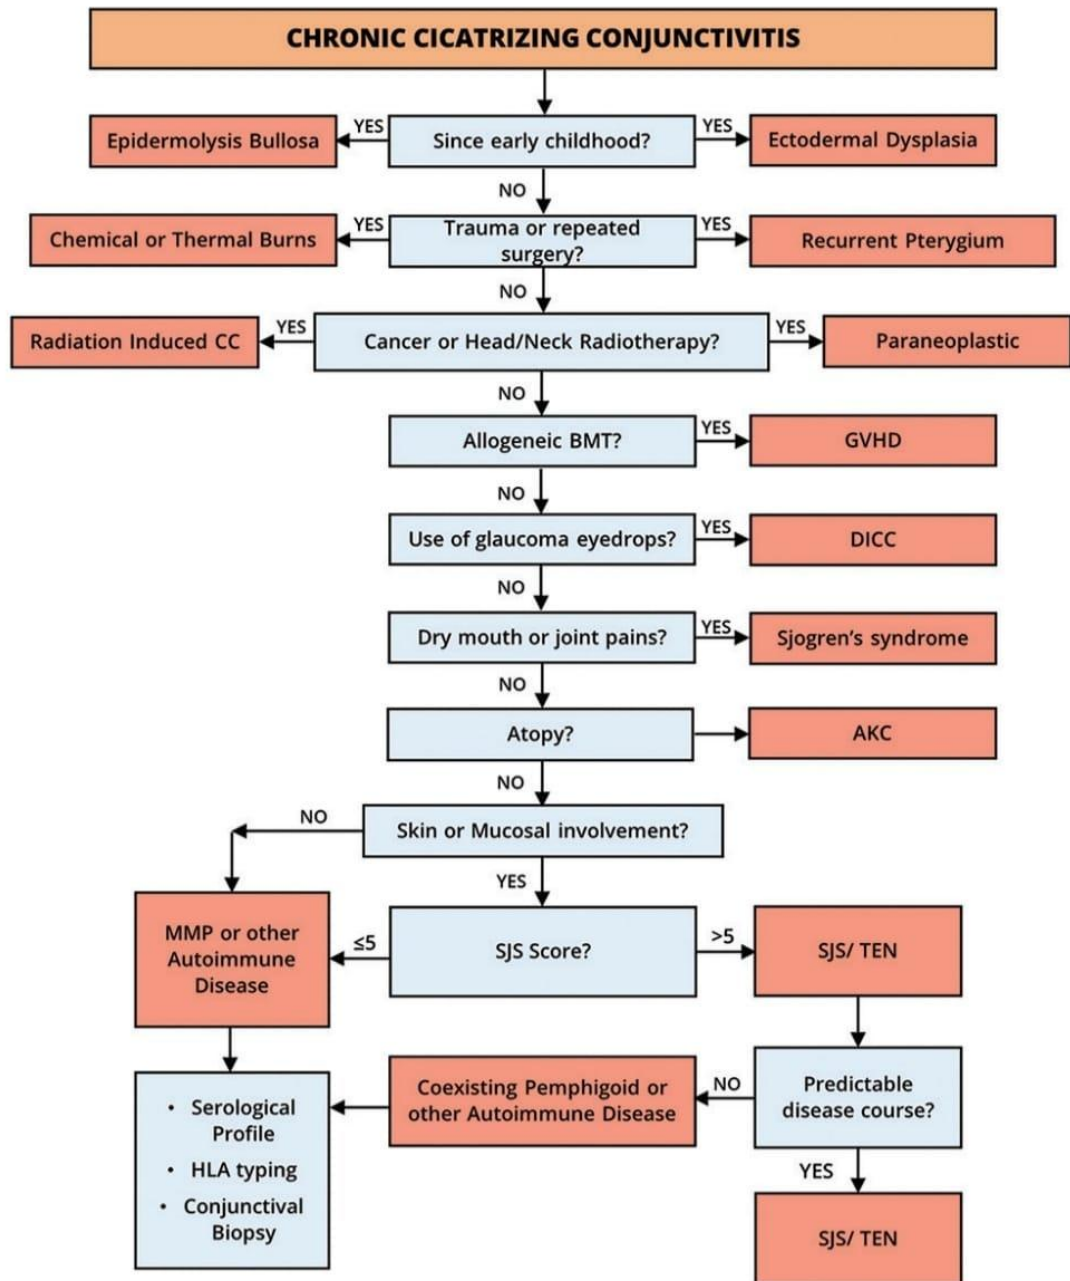 CHRONIC CICATRIZING CONJUNCTIVITIS
Epidermolysis Bullosa
YES
Since early childhood?
YES
Ectodermal Dysplasia
NO
Chemical or Thermal Burns
YES
Trauma or repeated
surgery?
YES
Recurrent Pterygium
NO
Radiation Induced CC
YES
Cancer or Head/Neck Radiotherapy?
YES
Paraneoplastic
NO
Allogeneic BMT?
YES
GVHD
NO
Use of glaucoma eyedrops?
YES
DICC
NO
Dry mouth or joint pains?
YES
Sjogren’s syndrome
NO
Atopy?
AKC
NO
NO
Skin or Mucosal involvement?
YES
MMP or other
Autoimmune
Disease
≤5
SJS Score?
>5
SJS/ TEN
• Serological
Profile
• HLA typing
• Conjunctival
Biopsy
Coexisting Pemphigoid or
other Autoimmune Disease
NO
Predictable
disease course?
YES
SJS/ TEN